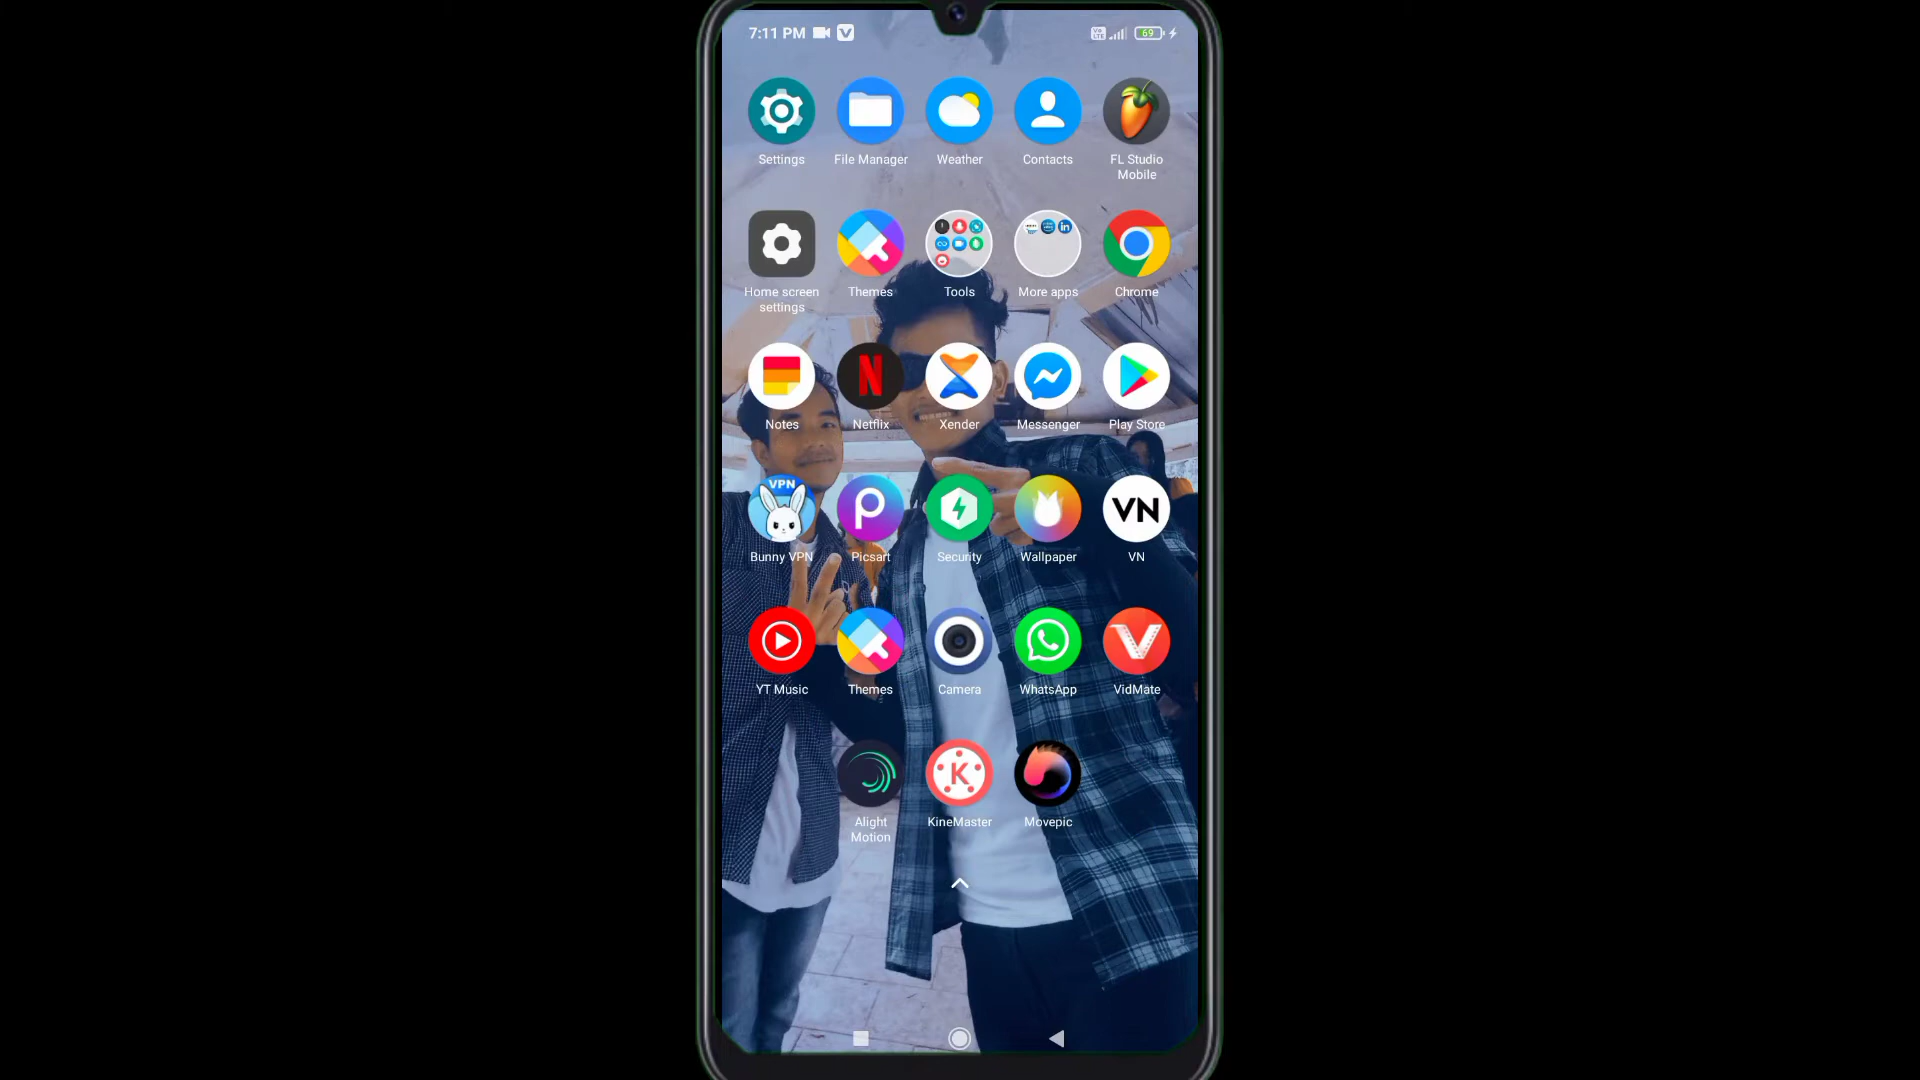 7:11 PM
69
Settings
File Manager
Weather
Contacts
FL Studio
Mobile
Home screen
settings
Themes
Tools
More apps
Chrome
Notes
Netflix
Xender
Messenger
Play Store
VPN
Bunny VPN
Picsart
Security
Wallpaper
VN
VN
YT Music
Themes
Camera
WhatsApp
VidMate
Alight
Motion
K
KineMaster
Movepic